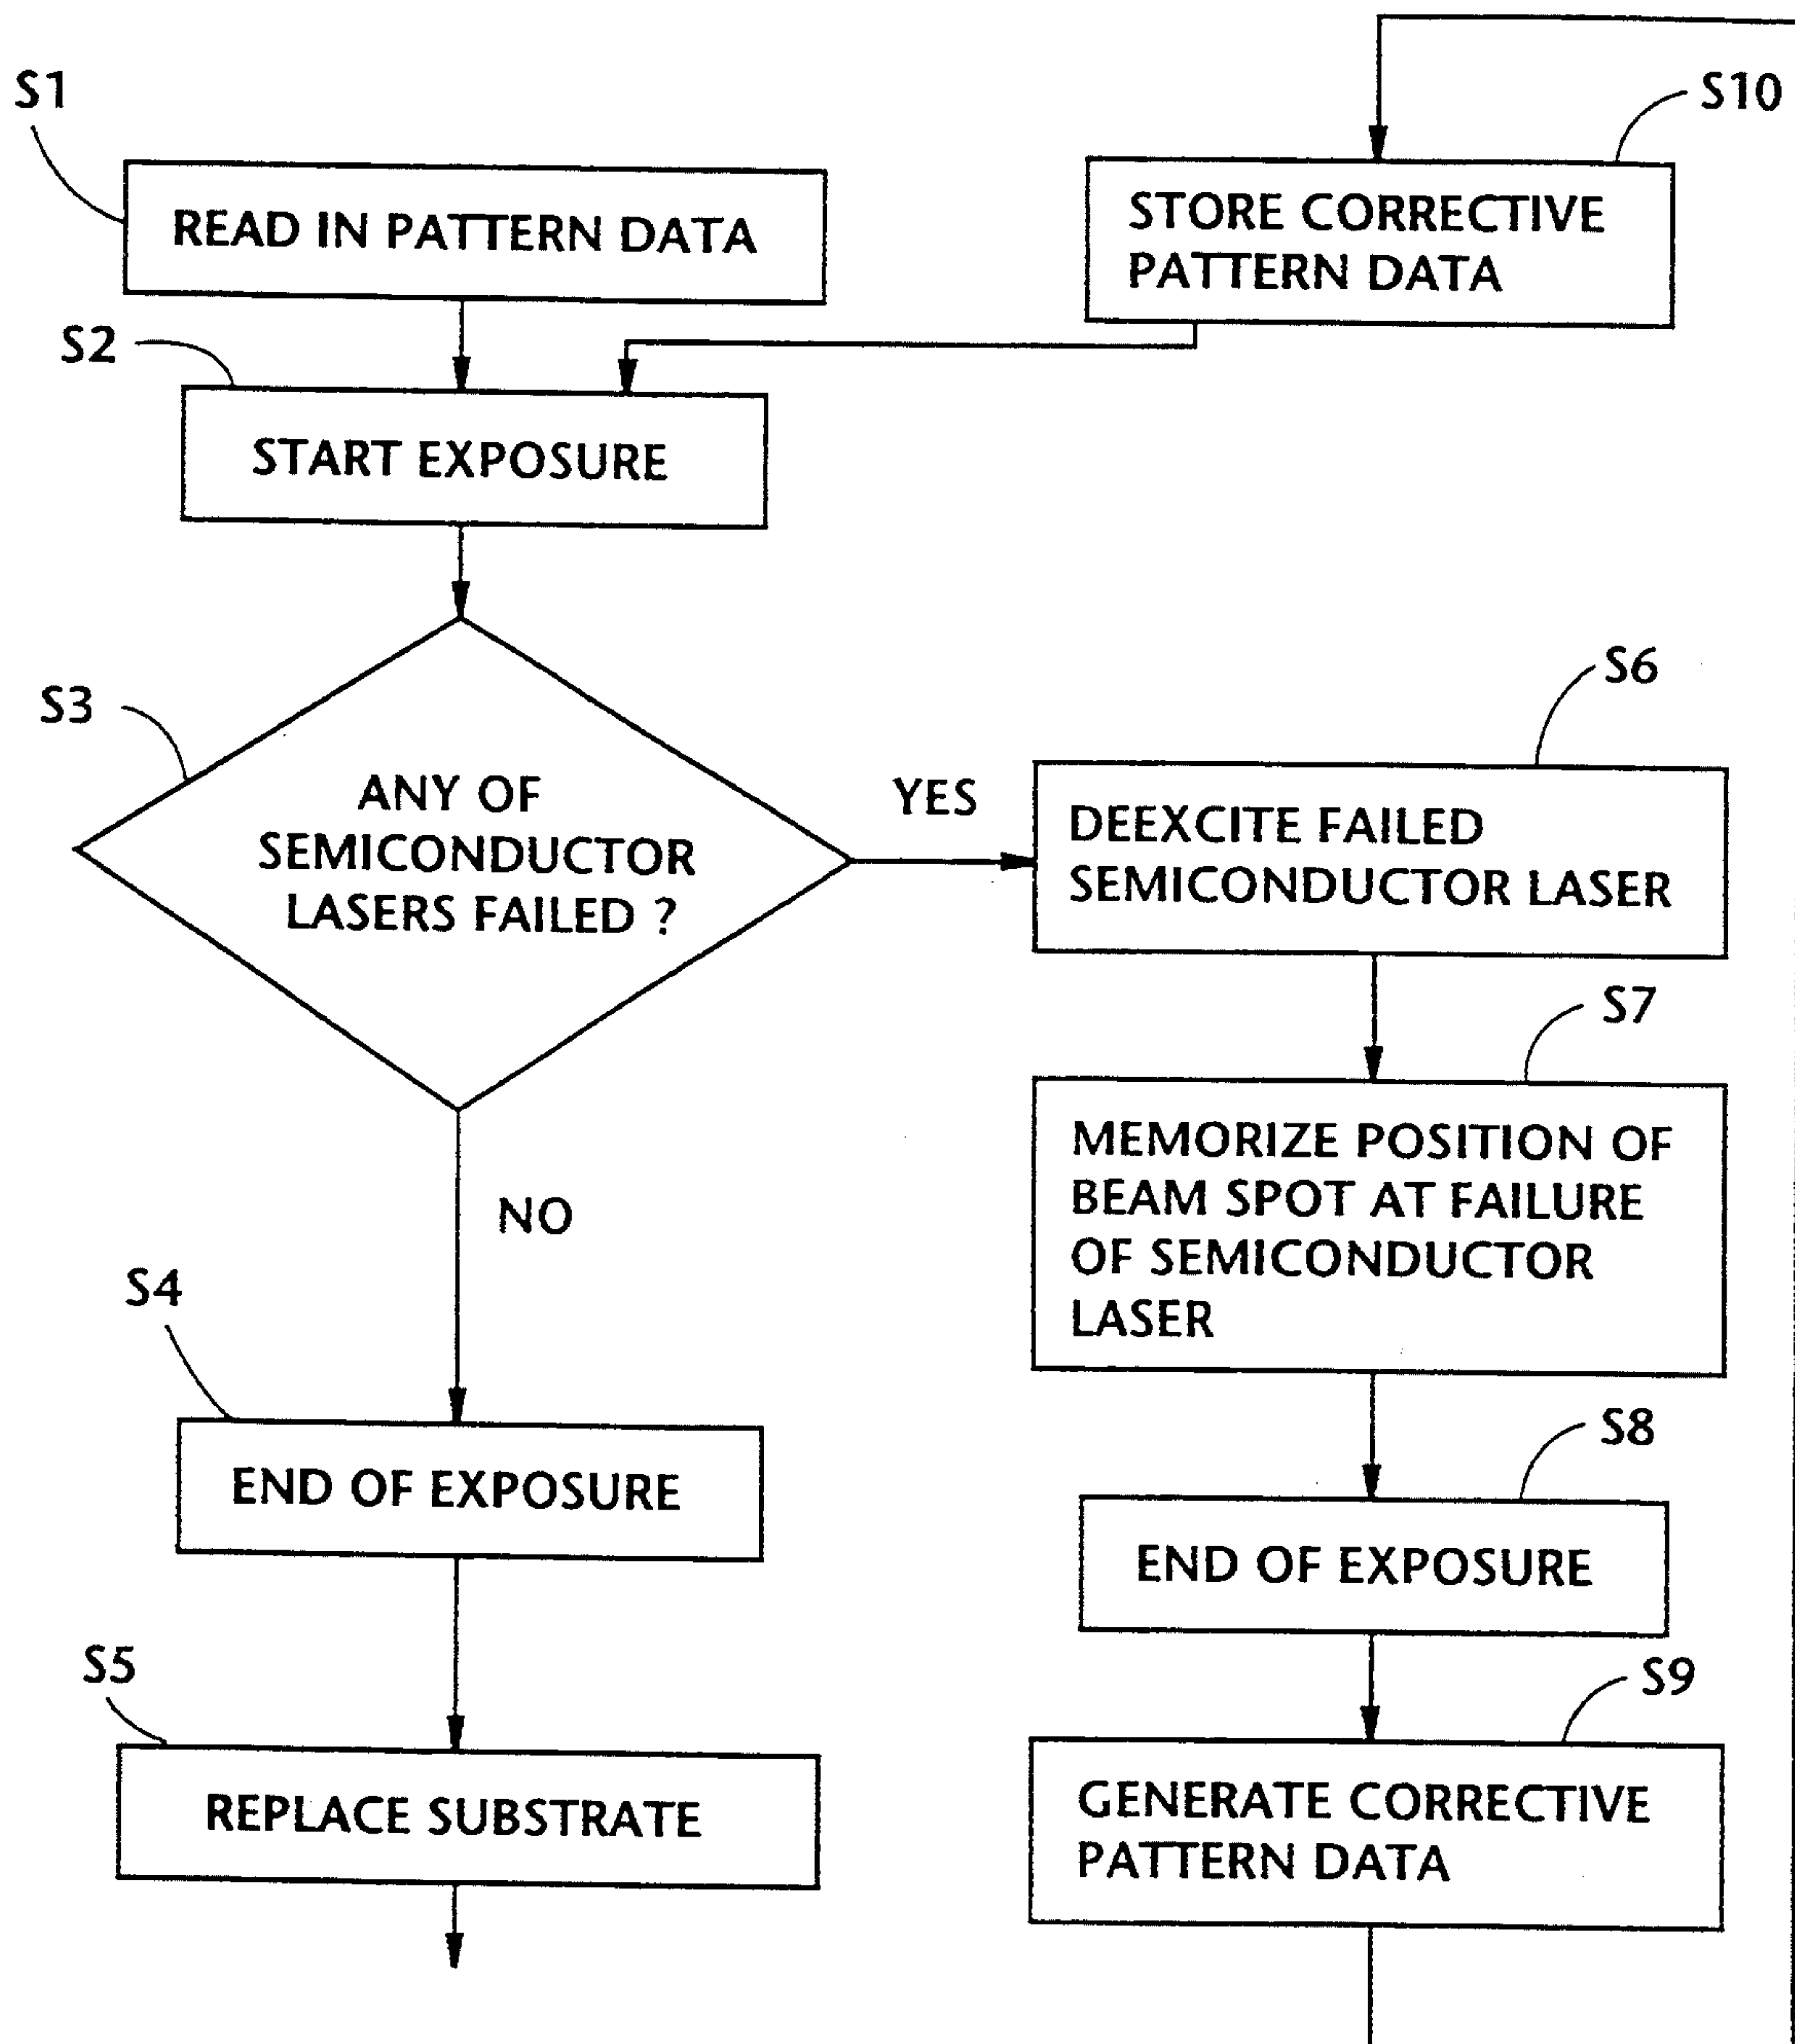 S1
READ IN PATTERN DATA
S2
START EXPOSURE
S3
ANY OF
SEMICONDUCTOR
LASERS FAILED ?
YES
NO
S4
END OF EXPOSURE
S5
REPLACE SUBSTRATE
S10
STORE CORRECTIVE
PATTERN DATA
S6
DEEXCITE FAILED
SEMICONDUCTOR LASER
S7
MEMORIZE POSITION OF
BEAM SPOT AT FAILURE
OF SEMICONDUCTOR
LASER
S8
END OF EXPOSURE
S9
GENERATE CORRECTIVE
PATTERN DATA